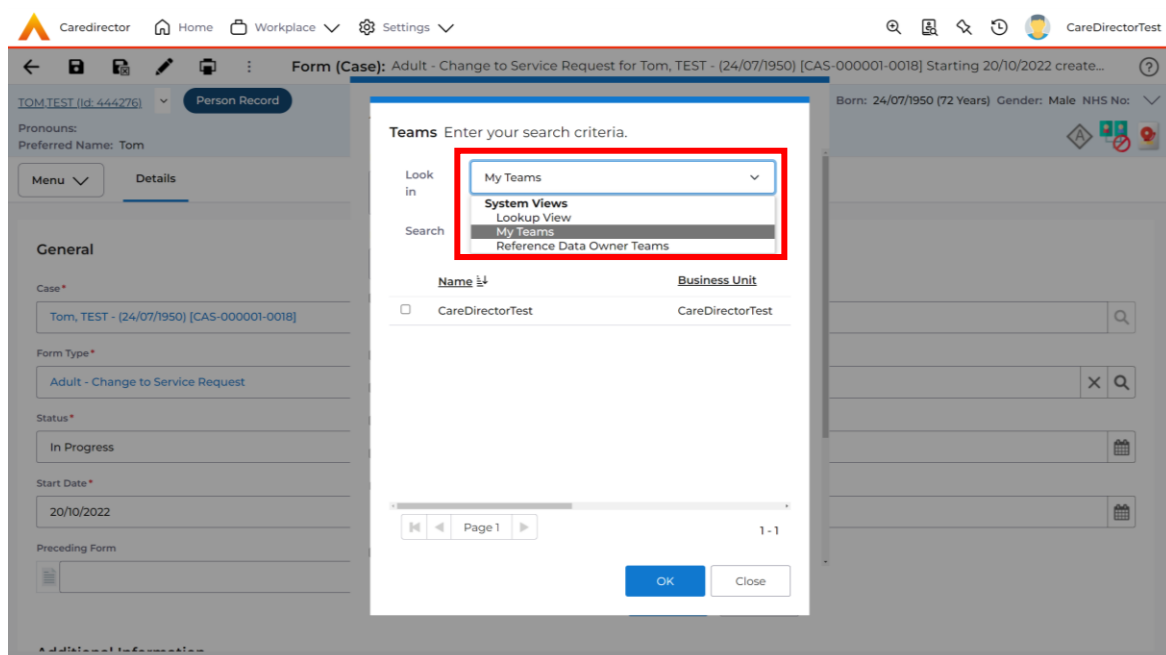 Caredirector Home Workplace Settings CareDirectorTest
Form (Case): Adult - Change to Service Request for Tom, TEST - (24/07/1950) [CAS-000001-0018] Starting 20/10/2022 create...
TOM,TEST (Id: 444276) Person Record Born: 24/07/1950 (72 Years) Gender: Male NHS No:
Pronouns:
Preferred Name: Tom
Menu Details
Teams Enter your search criteria.
Look
in
My Teams
System Views
Lookup View
Search
My Teams
Reference Data Owner Teams
Name Business Unit
CareDirectorTest CareDirectorTest
Page 1
1 - 1
OK Close
General
Case*
Tom, TEST - (24/07/1950) [CAS-000001-0018]
Form Type*
Adult - Change to Service Request
Status*
In Progress
Start Date*
20/10/2022
Preceding Form
Additional Information